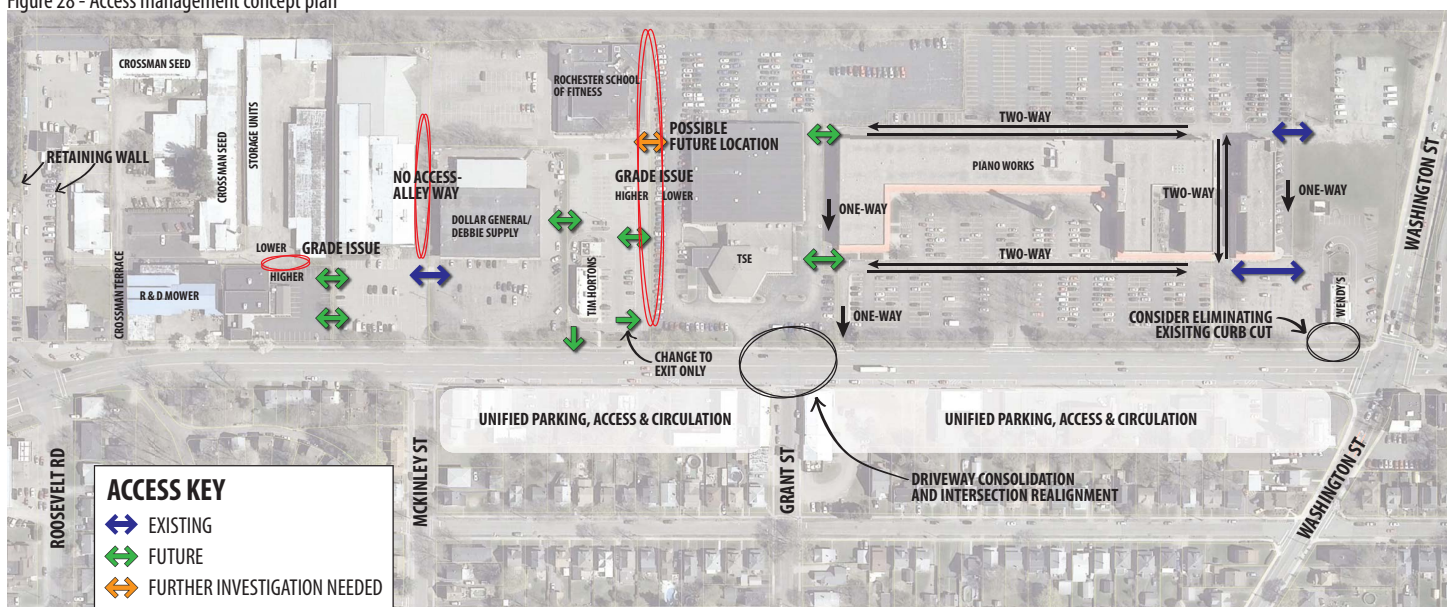 Figure 28 - Access management concept plan
CROSSMAN SEED
CROSSMAN SEED
STORAGE UNITS
RETAINING WALL
CROSSMAN TERRACE
R & D MOWER
LOWER
GRADE ISSUE
HIGHER
NO ACCESS-
ALLEY WAY
DOLLAR GENERAL/
DEBBIE SUPPLY
ROCHESTER SCHOOL
OF FITNESS
TIM HORTONS
POSSIBLE
FUTURE LOCATION
GRADE ISSUE
HIGHER
LOWER
TSE
CHANGE TO
EXIT ONLY
ONE-WAY
ONE-WAY
TWO-WAY
PIANO WORKS
TWO-WAY
TWO-WAY
ONE-WAY
WENDY'S
CONSIDER ELIMINATING
EXISITNG CURB CUT
WASHINGTON ST
UNIFIED PARKING, ACCESS & CIRCULATION
UNIFIED PARKING, ACCESS & CIRCULATION
DRIVEWAY CONSOLIDATION
AND INTERSECTION REALIGNMENT
ROOSEVELT RD
MCKINLEY ST
GRANT ST
WASHINGTON ST
ACCESS KEY
EXISTING
FUTURE
FURTHER INVESTIGATION NEEDED